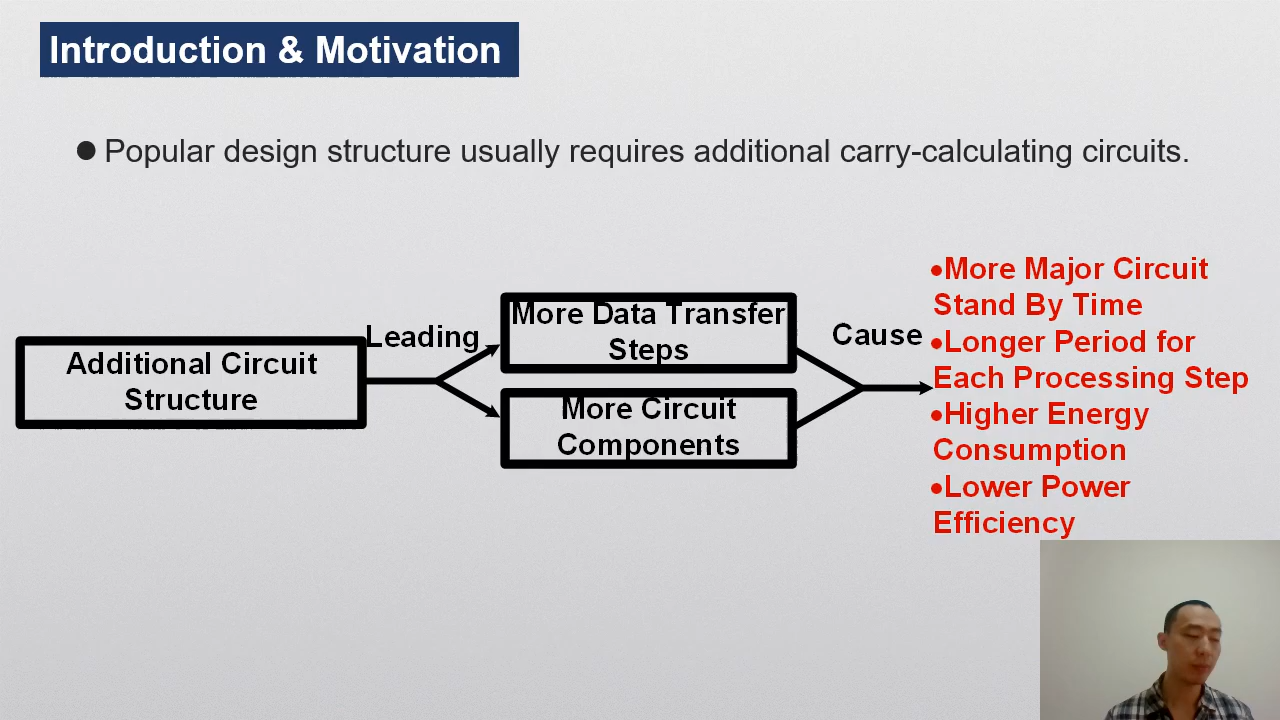 Introduction & Motivation
● Popular design structure usually requires additional carry-calculating circuits.
Additional Circuit
Structure
Leading
More Data Transfer
Steps
More Circuit
Components
Cause
•More Major Circuit
Stand By Time
•Longer Period for
Each Processing Step
•Higher Energy
Consumption
•Lower Power
Efficiency